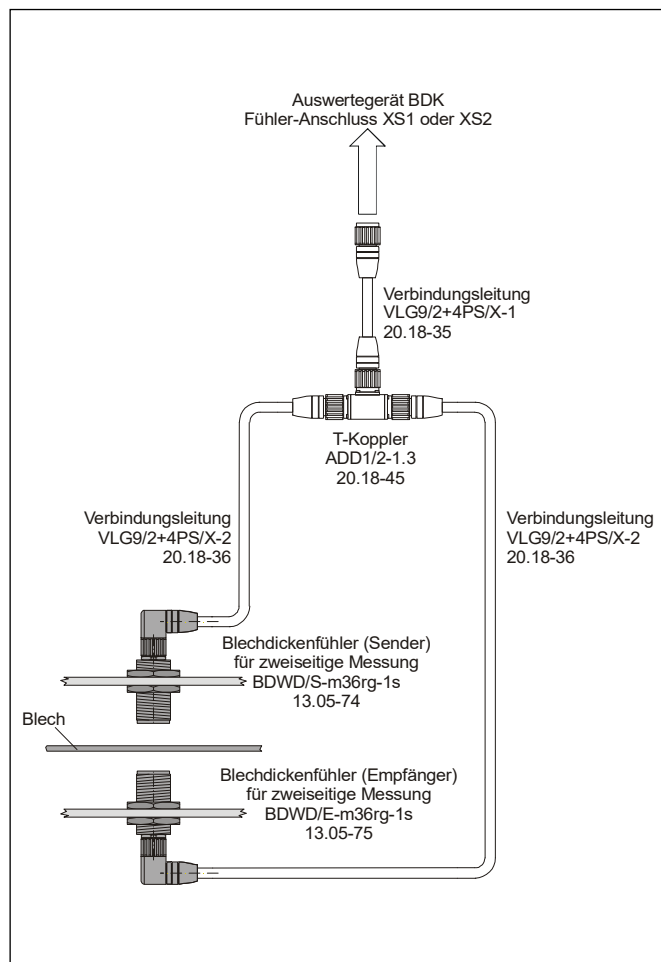 Auswertegerät BDK
Fühler-Anschluss XS1 oder XS2
Verbindungsleitung
VLG9/2+4PS/X-1
20.18-35
T-Koppler
ADD1/2-1.3
20.18-45
Verbindungsleitung
VLG9/2+4PS/X-2
20.18-36
Verbindungsleitung
VLG9/2+4PS/X-2
20.18-36
Blechdickenfühler (Sender)
für zweiseitige Messung
BDWD/S-m36rg-1s
13.05-74
Blech
Blechdickenfühler (Empfänger)
für zweiseitige Messung
BDWD/E-m36rg-1s
13.05-75